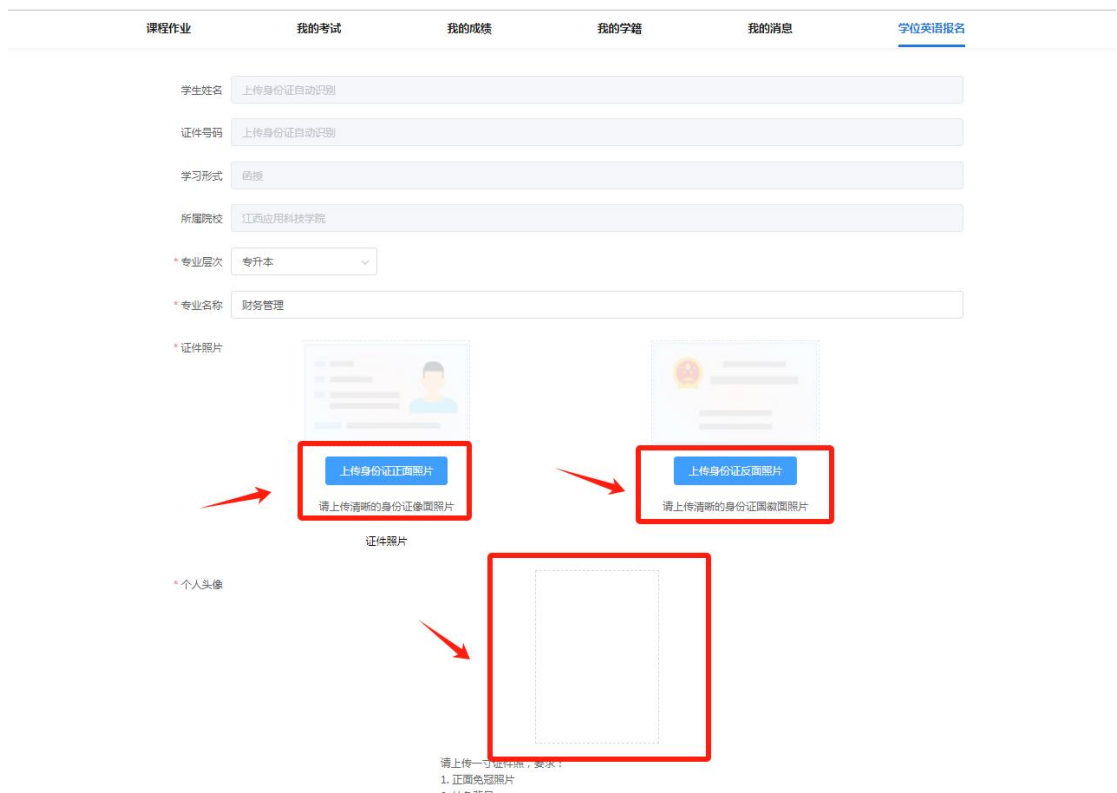 课程作业 我的考试 我的成绩 我的学籍 我的消息 学位英语报名
学生姓名 上传身份证自动识别
证件号码 上传身份证自动识别
学习形式 函授
所属院校 江西应用科技学院
* 专业层次 专升本
* 专业名称 财务管理
* 证件照片
上传身份证正面照片 上传身份证反面照片
请上传清晰的身份证像面照片 请上传清晰的身份证国徽面照片
证件照片
* 个人头像
请上传一寸证件照，要求：
1. 正面免冠照片